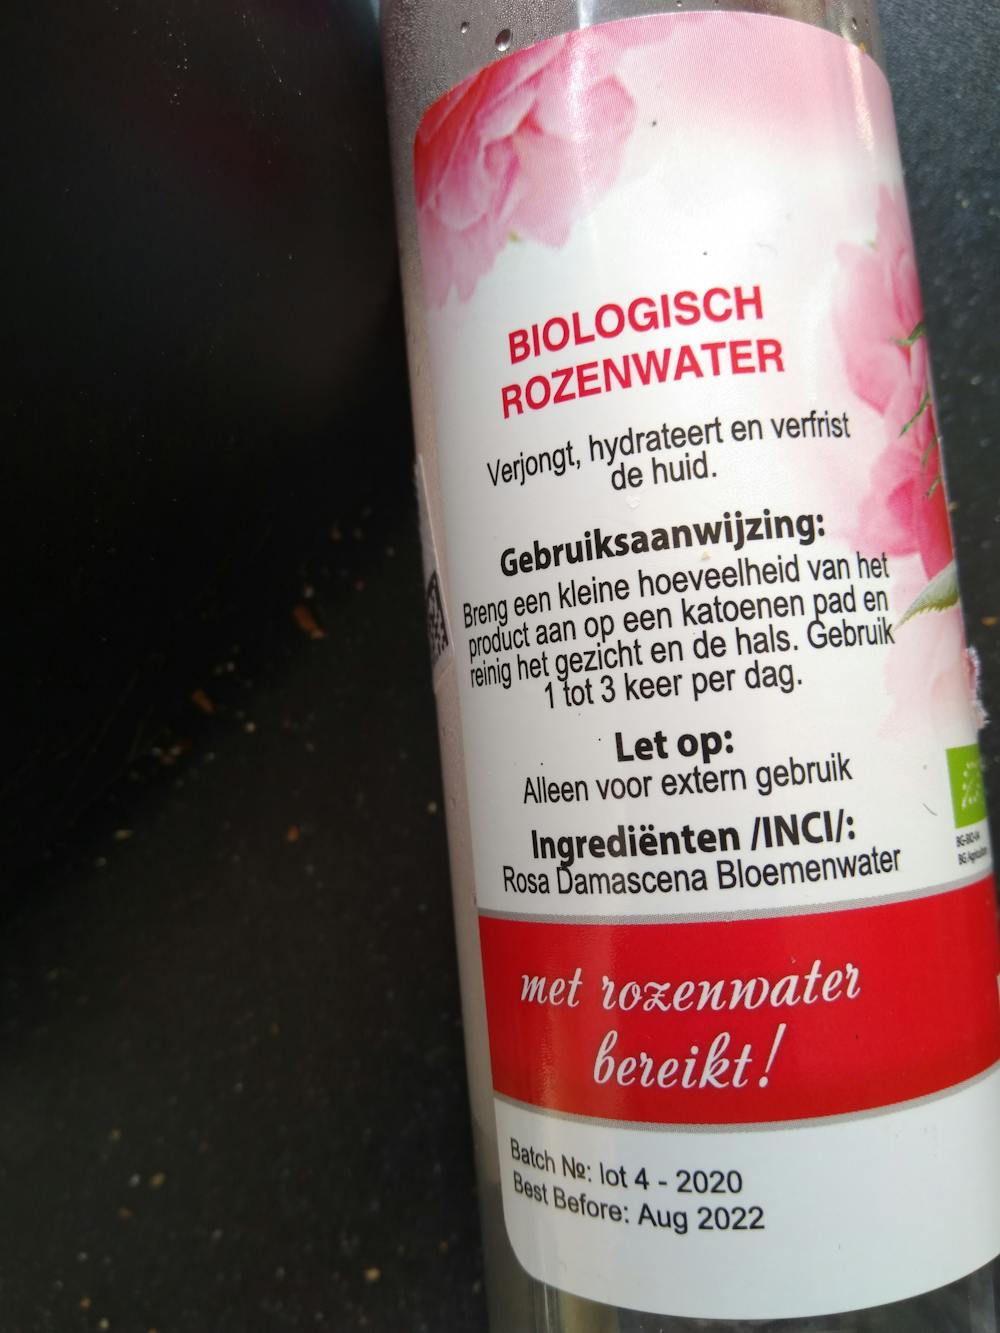 BIOLOGISCH
ROZENWATER
Verjongt, hydrateert en verfrist
de huid.
Gebruiksaanwijzing:
Breng een kleine hoeveelheid van het
product aan op een katoenen pad en
reinig het gezicht en de hals. Gebruik
1 tot 3 keer per dag.
Let op:
Alleen voor extern gebruik
Ingrediënten /INCI/:
Rosa Damascena Bloemenwater
met rozenwater
bereikt!
Batch №: lot 4 - 2020
Best Before: Aug 2022